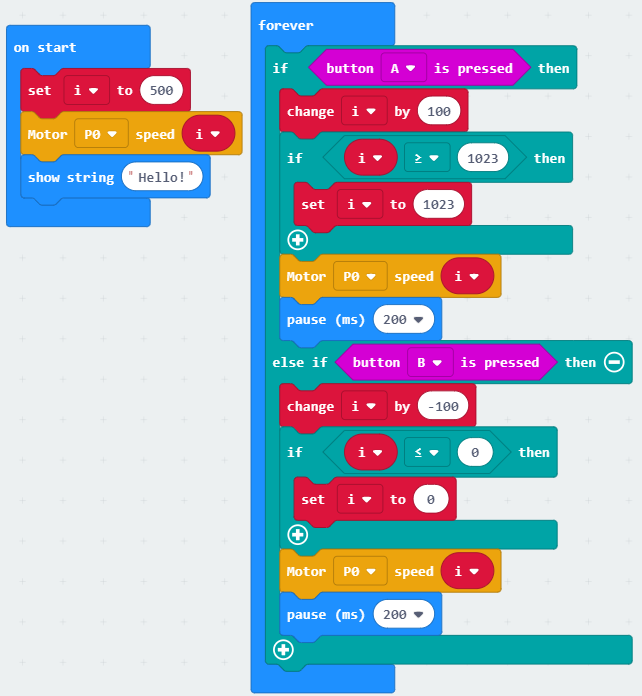 on start
set i to 500
Motor P0 speed i
show string "Hello!"
forever
if button A is pressed then
change i by 100
if i ≥ 1023 then
set i to 1023
Motor P0 speed i
pause (ms) 200
else if button B is pressed then
change i by -100
if i ≤ 0 then
set i to 0
Motor P0 speed i
pause (ms) 200